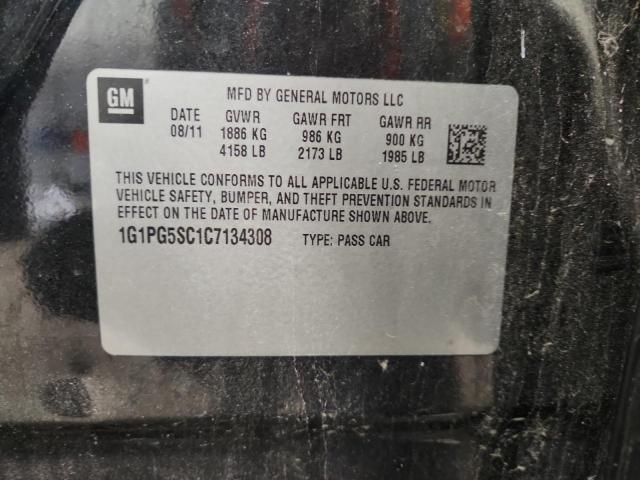 GM
MFD BY GENERAL MOTORS LLC
DATE GVWR GAWR FRT GAWR RR
08/11 1886 KG 986 KG 900 KG
4158 LB 2173 LB 1985 LB
THIS VEHICLE CONFORMS TO ALL APPLICABLE U.S. FEDERAL MOTOR
VEHICLE SAFETY, BUMPER, AND THEFT PREVENTION STANDARDS IN
EFFECT ON THE DATE OF MANUFACTURE SHOWN ABOVE.
1G1PG5SC1C7134308 TYPE: PASS CAR